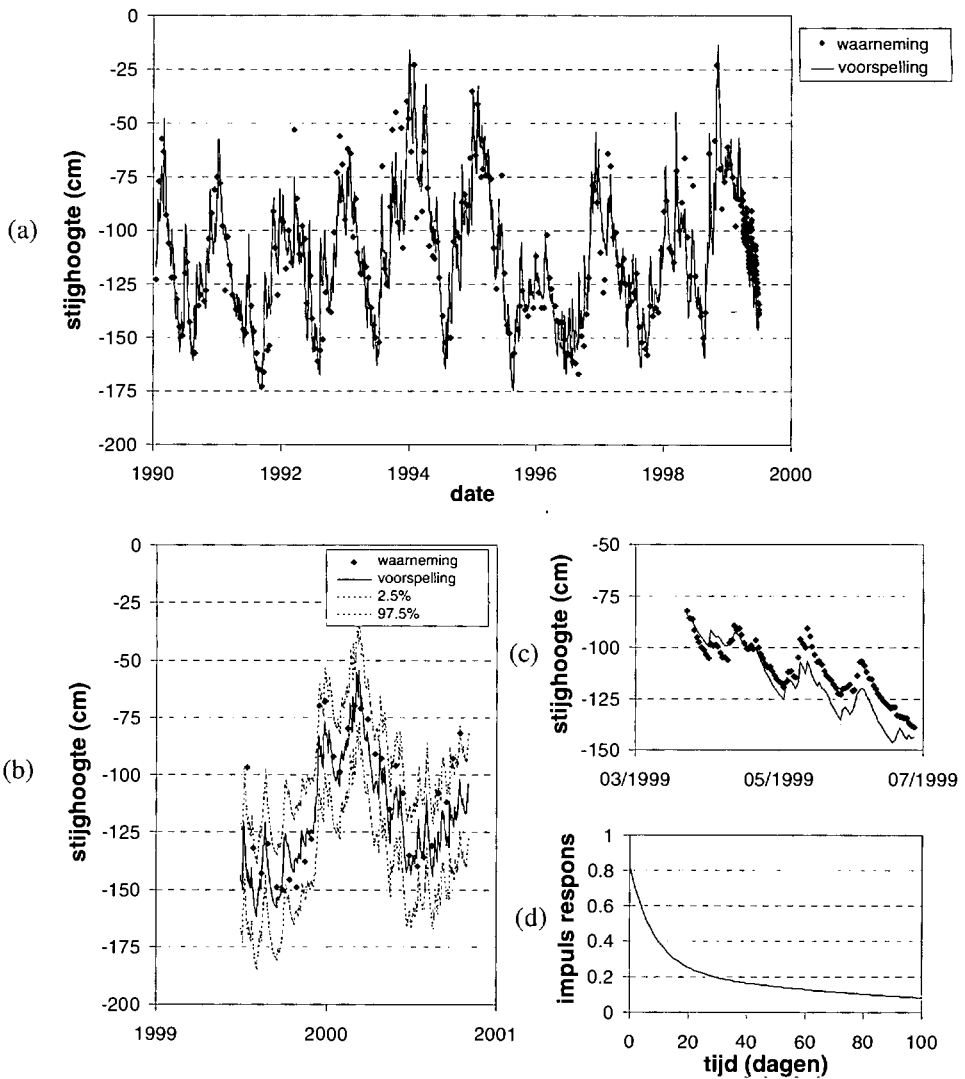 (a)
stijghoogte (cm)
0
-25
-50
-75
-100
-125
-150
-175
-200
1990 1992 1994 1996 1998 2000
date
waarneming
voorspelling
(b)
stijghoogte (cm)
0
-25
-50
-75
-100
-125
-150
-175
-200
1999 2000 2001
waarneming
voorspelling
2.5%
97.5%
(c)
stijghoogte (cm)
-50
-75
-100
-125
-150
03/1999 05/1999 07/1999
(d)
impuls respons
1
0.8
0.6
0.4
0.2
0
0 20 40 60 80 100
tijd (dagen)